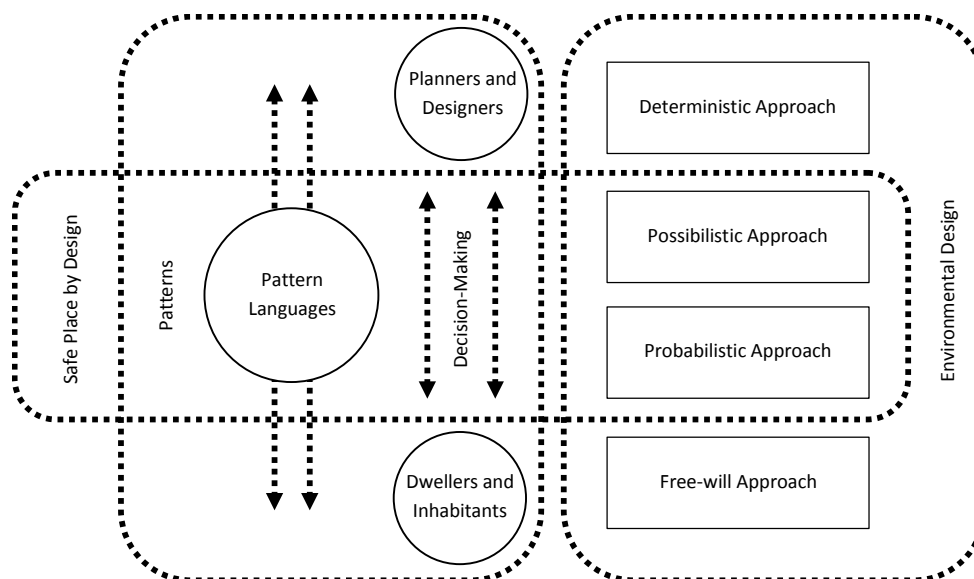 Planners and
Designers
Deterministic Approach
Safe Place by Design
Patterns
Pattern
Languages
Decision-Making
Possibilistic Approach
Probabilistic Approach
Environmental Design
Dwellers and
Inhabitants
Free-will Approach